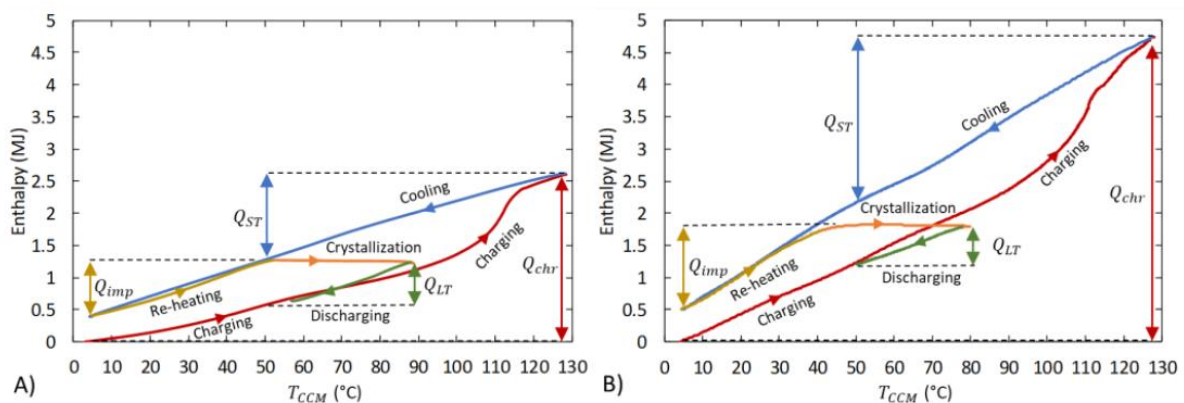 5
4.5
4
3.5
3
2.5
2
1.5
1
0.5
0
Enthalpy (MJ)
Q_ST
Cooling
Crystallization
Charging
Q_imp
Re-heating
Q_LT
Q_chr
Charging
Discharging
0 10 20 30 40 50 60 70 80 90 100 110 120 130
A)
T_CCM (°C)
5
4.5
4
3.5
3
2.5
2
1.5
1
0.5
0
Enthalpy (MJ)
Q_ST
Cooling
Charging
Crystallization
Q_chr
Q_imp
Re-heating
Q_LT
Discharging
Charging
0 10 20 30 40 50 60 70 80 90 100 110 120 130
B)
T_CCM (°C)